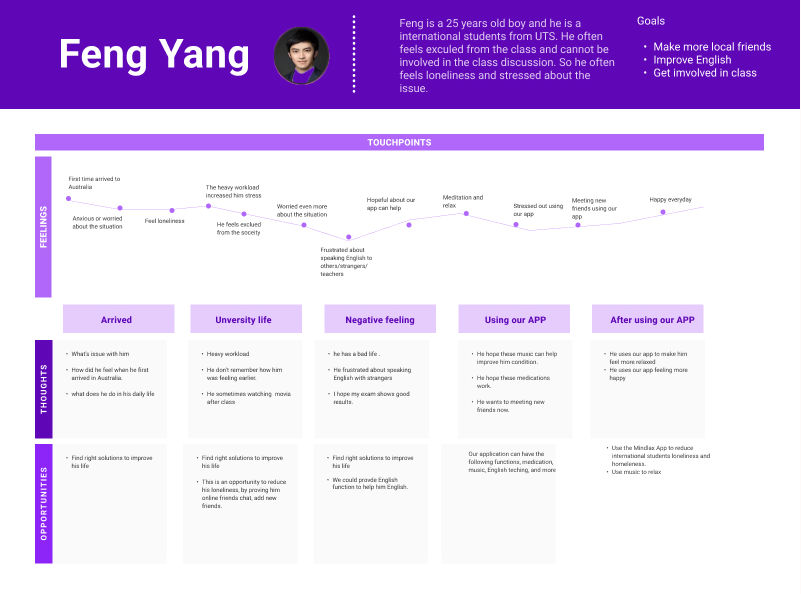 Feng Yang
Feng is a 25 years old boy and he is a
international students from UTS. He often
feels exculed from the class and cannot be
involved in the class discussion. So he often
feels loneliness and stressed about the
issue.
Goals
• Make more local friends
• Improve English
• Get imvolved in class
TOUCHPOINTS
FEELINGS
First time arrived to
Australia
Anxious or worried
about the situation
Feel loneliness
The heavy workload
increased him stress
He feels exclued
from the soceity
Worried even more
about the situation
Frustrated about
speaking English to
others/strangers/
teachers
Hopeful about our
app can help
Meditation and
relax
Stressed out using
our app
Meeting new
friends using our
app
Happy everyday
Arrived
Unversity life
Negative feeling
Using our APP
After using our APP
THOUGHTS
• What's issue with him
• How did he feel when he first
arrived in Australia.
• what does he do in his daily life
• Heavy workload
• He don't remember how him
was feeling earlier.
• He sometimes watching movis
after class
• he has a bad life .
• He frustrated about speaking
English with strangers
• I hope my exam shows good
results.
• He hope these music can help
improve him condition.
• He hope these medications
work.
• He wants to meeting new
friends now.
• He uses our app to make him
feel more relaxed
• He uses our app feeling more
happy
OPPORTUNITIES
• Find right solutions to improve
his life
• Find right solutions to improve
his life
• This is an opportunity to reduce
his loneliness, by proving him
online friends chat, add new
friends.
• Find right solutions to improve
his life
• We could provde English
function to help him English.
Our application can have the
following functions, medication,
music, English teching, and more
• Use the Mindlax App to reduce
international students loneliness and
homeliness.
• Use music to relax